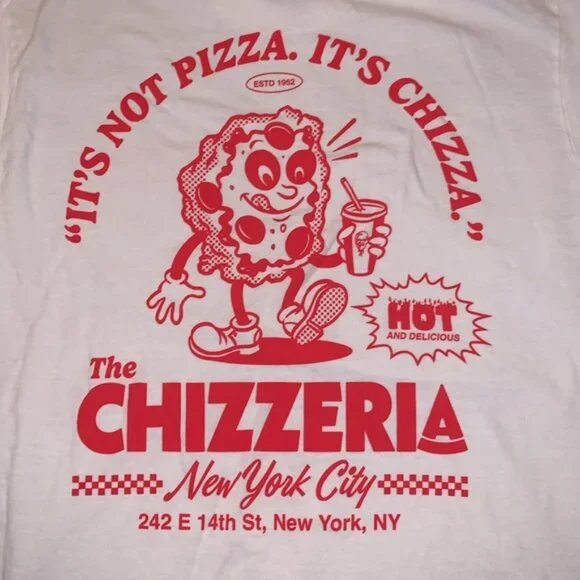 “IT'S NOT PIZZA. IT'S CHIZZA.”
ESTD 1952
HOT
AND DELICIOUS
The
CHIZZERIA
New York City
242 E 14th St, New York, NY